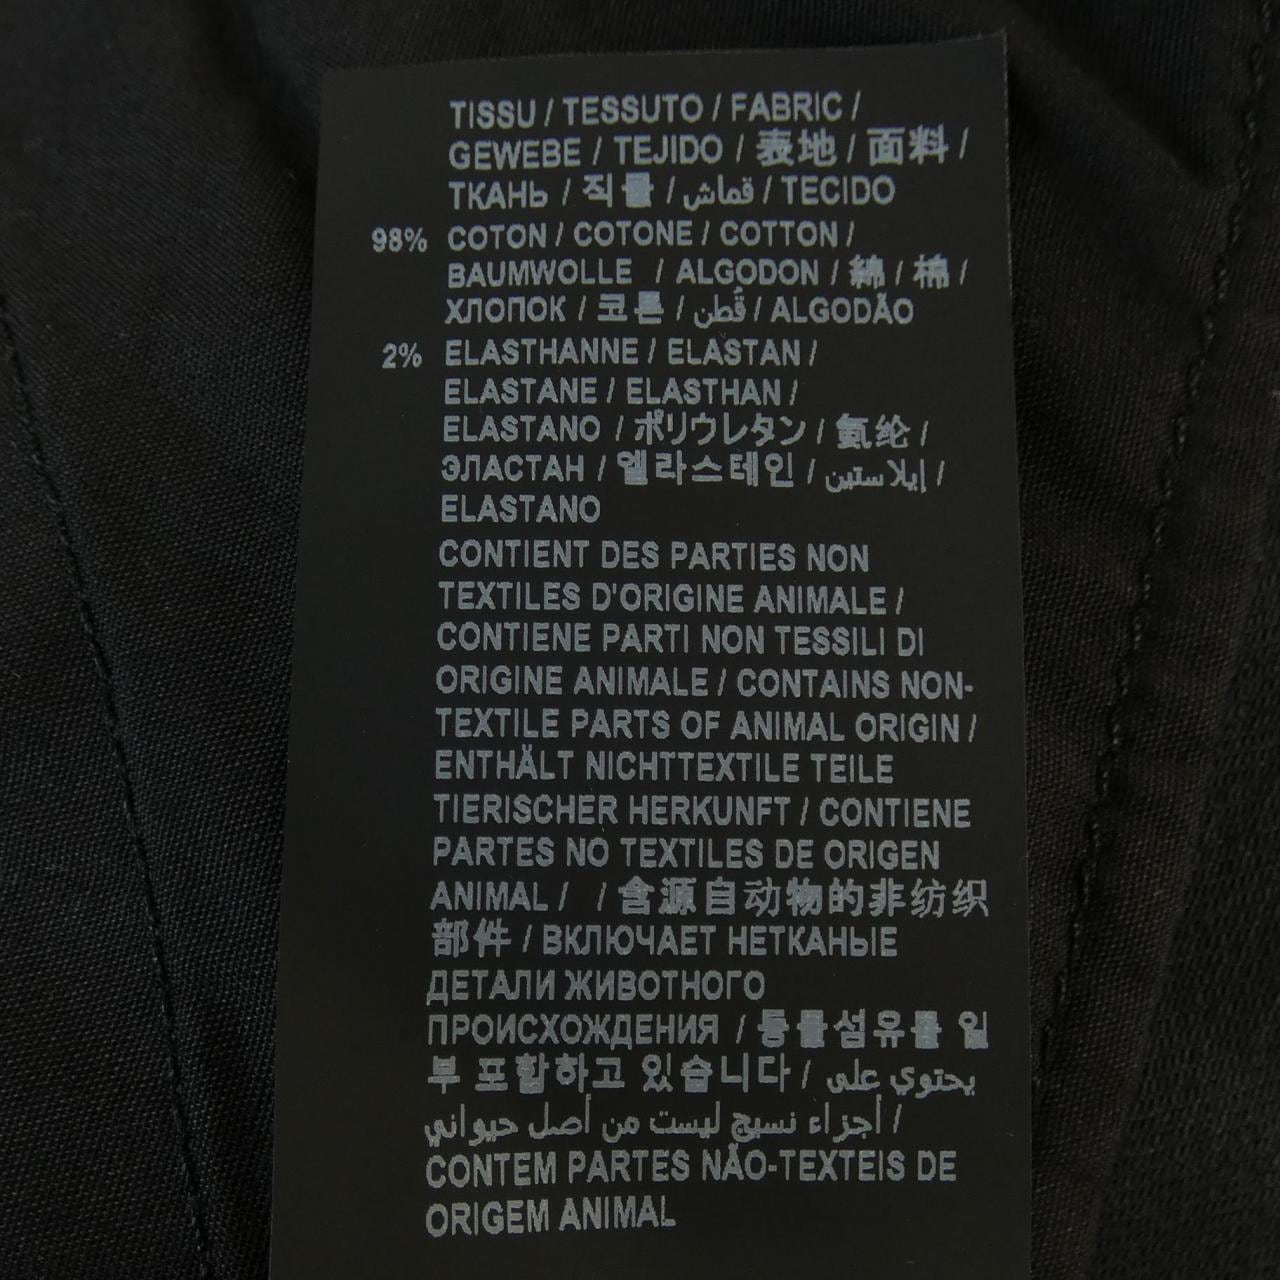 TISSU / TESSUTO / FABRIC /
GEWEBE / TEJIDO / 表地 / 面料 /
ТКАНЬ / 직물 / قماش / TECIDO
98% COTON / COTONE / COTTON /
BAUMWOLLE / ALGODON / 綿 / 棉 /
ХЛОПОК / 코튼 / قُطن / ALGODÃO
2% ELASTHANNE / ELASTAN /
ELASTANE / ELASTHAN /
ELASTANO / ポリウレタン / 氨纶 /
ЭЛАСТАН / 엘라스테인 / إيلاستين /
ELASTANO
CONTIENT DES PARTIES NON
TEXTILES D'ORIGINE ANIMALE /
CONTIENE PARTI NON TESSILI DI
ORIGINE ANIMALE / CONTAINS NON-
TEXTILE PARTS OF ANIMAL ORIGIN /
ENTHÄLT NICHTTEXTILE TEILE
TIERISCHER HERKUNFT / CONTIENE
PARTES NO TEXTILES DE ORIGEN
ANIMAL / / 含源自动物的非纺织
部件 / ВКЛЮЧАЕТ НЕТКАНЫЕ
ДЕТАЛИ ЖИВОТНОГО
ПРОИСХОЖДЕНИЯ / 동물섬유를 일
부 포함하고 있습니다 / يحتوي على
أجزاء نسيج ليست من أصل حيواني /
CONTEM PARTES NÃO-TEXTEIS DE
ORIGEM ANIMAL